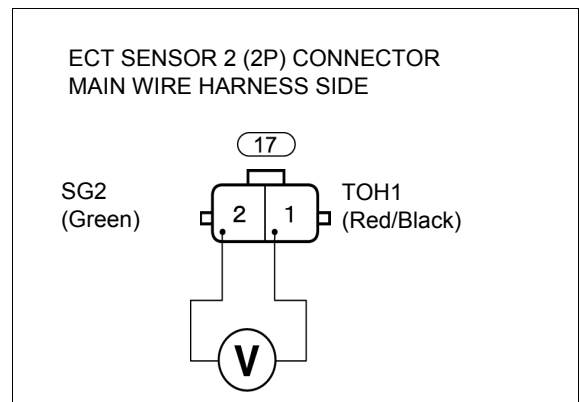 ECT SENSOR 2 (2P) CONNECTOR
MAIN WIRE HARNESS SIDE
17
SG2
(Green)
2
1
TOH1
(Red/Black)
V